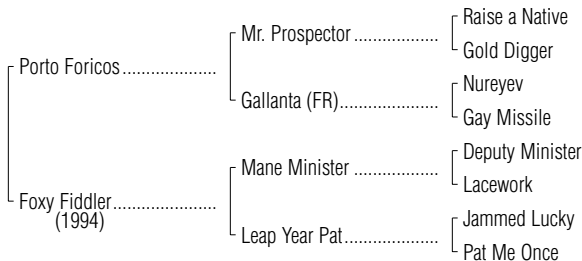 Raise a Native
Mr. Prospector ..................
Gold Digger
Porto Foricos....................
Nureyev
Gallanta (FR).....................
Gay Missile
Deputy Minister
Mane Minister ..................
Lacework
Foxy Fiddler......................
(1994)
Jammed Lucky
Leap Year Pat....................
Pat Me Once